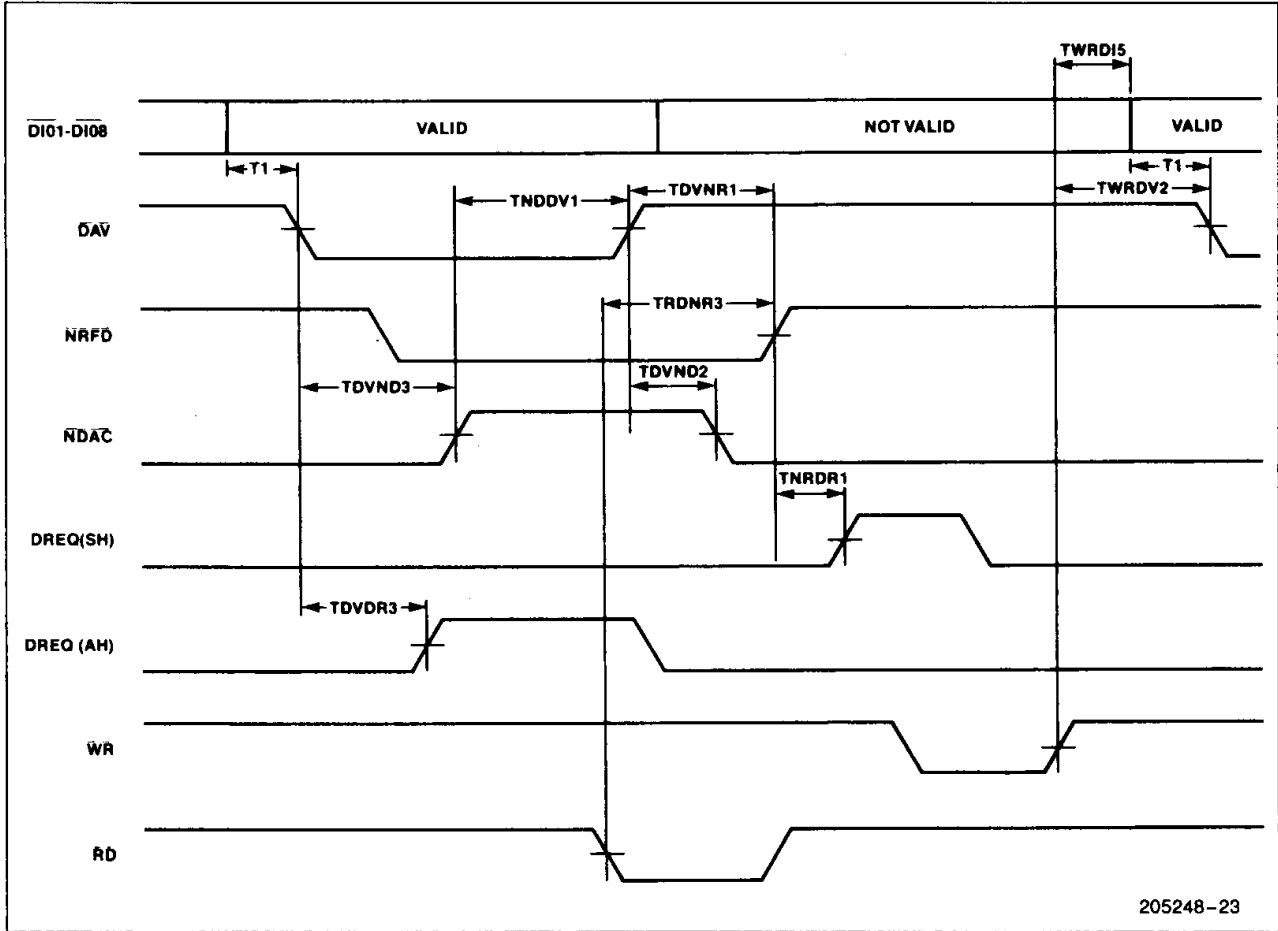 TWRDI5
DI01-DI08 VALID NOT VALID VALID
T1 TNDDV1 TDVNR1 T1
TWRDV2
DAV
TRDNR3
NRFD
TDVND3 TDVND2
NDAC
TNRDR1
DREQ(SH)
TDVDR3
DREQ (AH)
WR
RD
205248-23